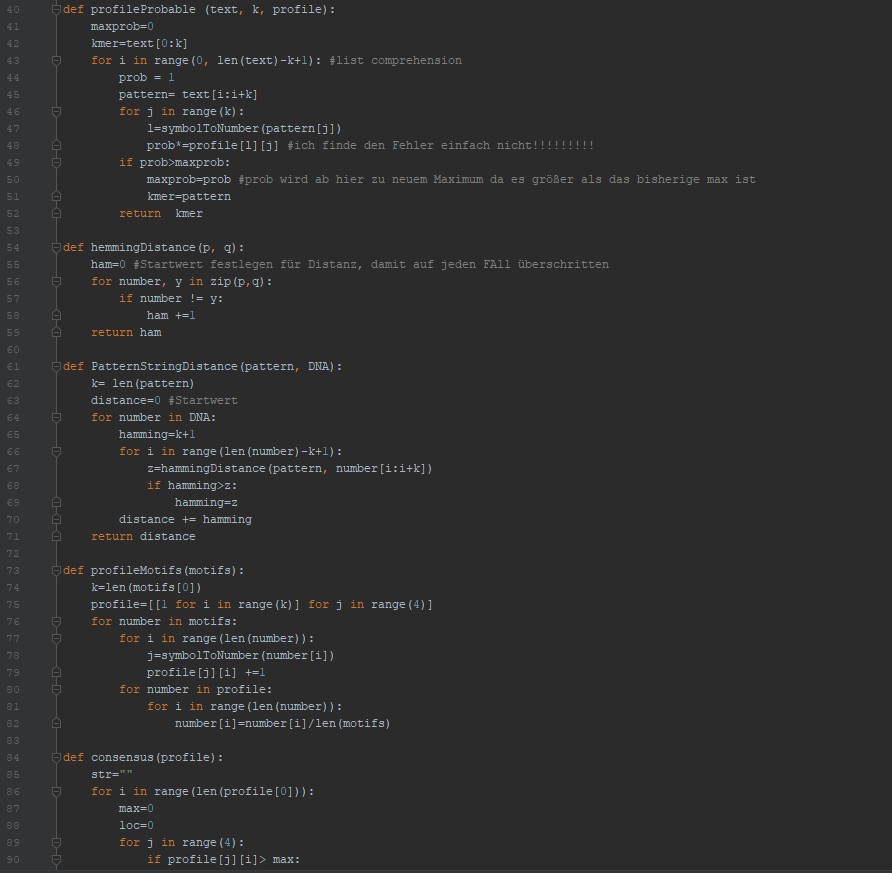 40 def profileProbable (text, k, profile):
41     maxprob=0
42     kmer=text[0:k]
43     for i in range(0, len(text)-k+1): #list comprehension
44         prob = 1
45         pattern= text[i:i+k]
46         for j in range(k):
47             l=symbolToNumber(pattern[j])
48             prob*=profile[l][j] #ich finde den Fehler einfach nicht!!!!!!!!!
49         if prob>maxprob:
50             maxprob=prob #prob wird ab hier zu neuem Maximum da es größer als das bisherige max ist
51             kmer=pattern
52         return  kmer
53
54 def hemmingDistance(p, q):
55     ham=0 #Startwert festlegen für Distanz, damit auf jeden FAll überschritten
56     for number, y in zip(p,q):
57         if number != y:
58             ham +=1
59     return ham
60
61 def PatternStringDistance(pattern, DNA):
62     k= len(pattern)
63     distance=0 #Startwert
64     for number in DNA:
65         hamming=k+1
66         for i in range(len(number)-k+1):
67             z=hammingDistance(pattern, number[i:i+k])
68             if hamming>z:
69                 hamming=z
70         distance += hamming
71     return distance
72
73 def profileMotifs(motifs):
74     k=len(motifs[0])
75     profile=[[1 for i in range(k)] for j in range(4)]
76     for number in motifs:
77         for i in range(len(number)):
78             j=symbolToNumber(number[i])
79             profile[j][i] +=1
80         for number in profile:
81             for i in range(len(number)):
82                 number[i]=number[i]/len(motifs)
83
84 def consensus(profile):
85     str=""
86     for i in range(len(profile[0])):
87         max=0
88         loc=0
89         for j in range(4):
90             if profile[j][i]> max: